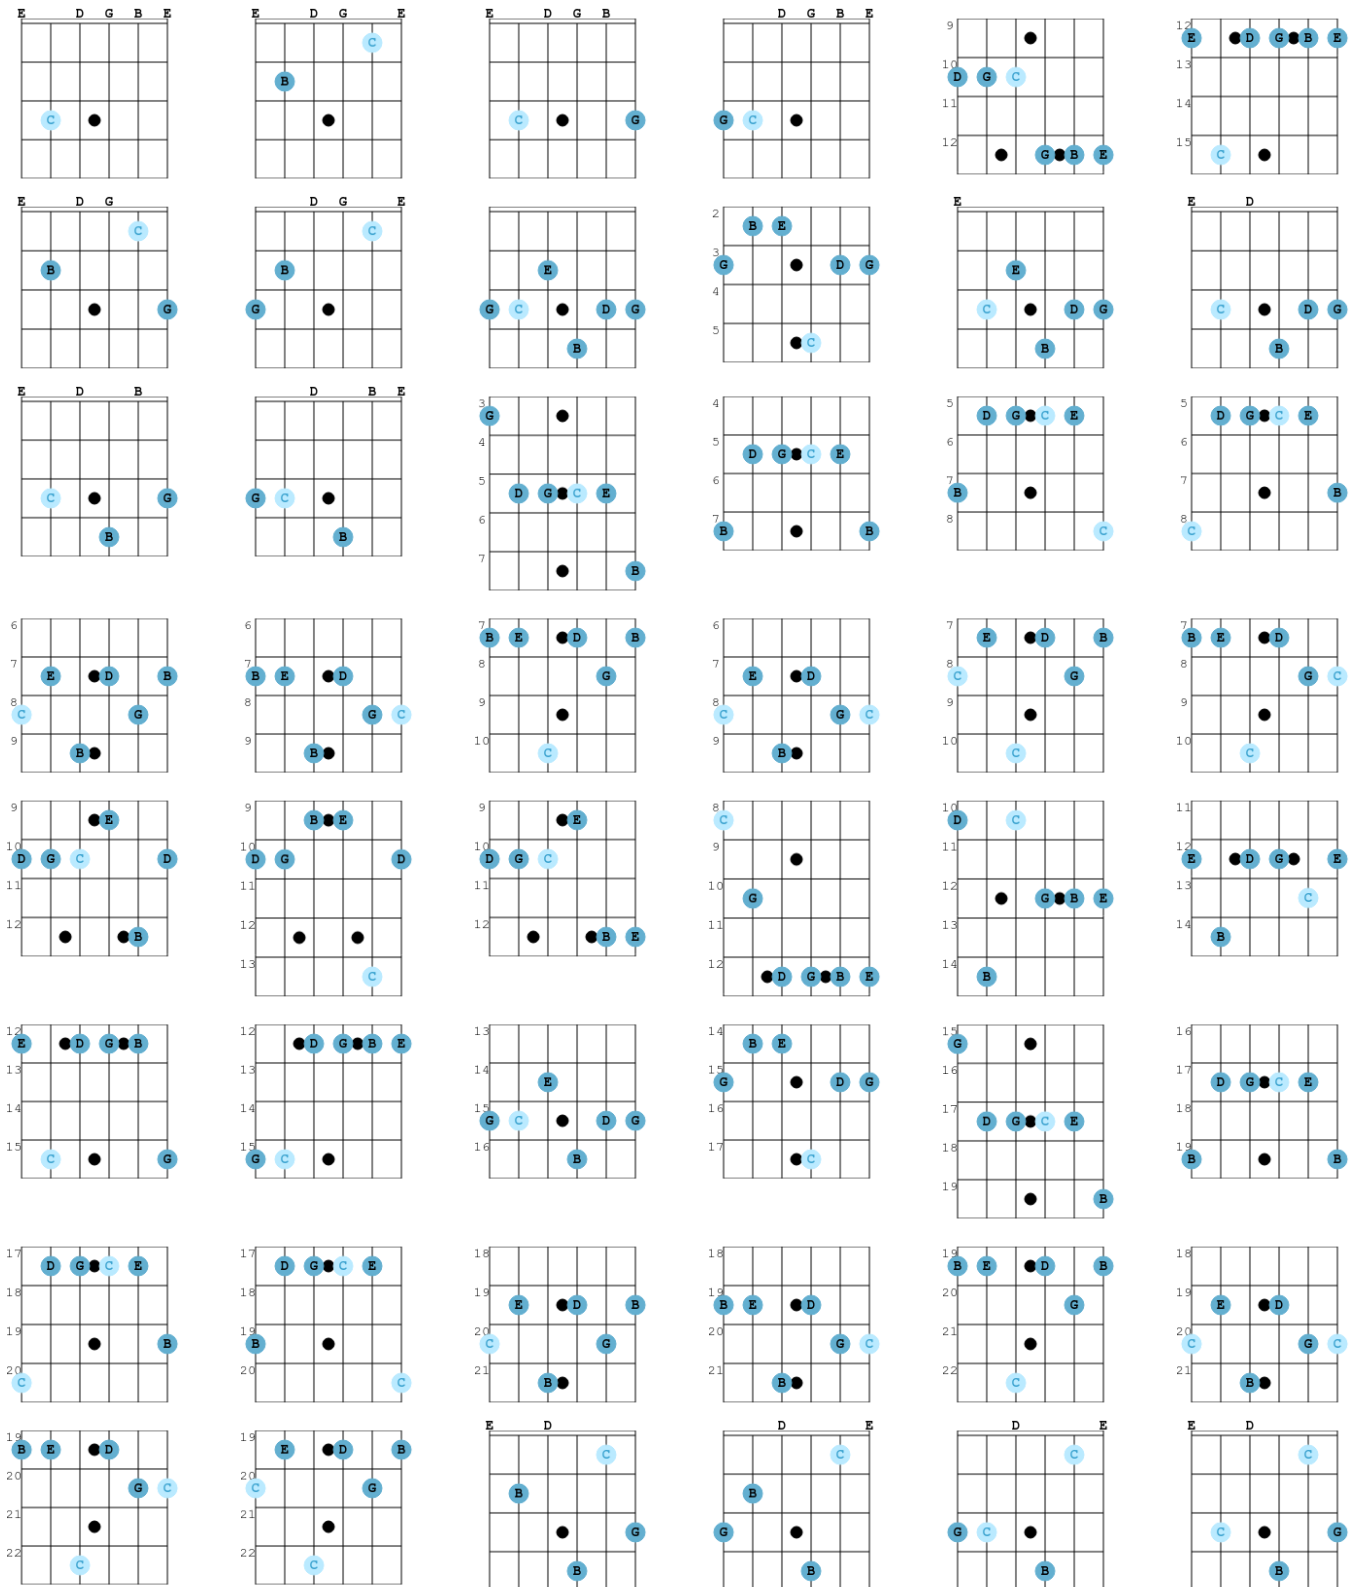 E D G B E E D G E E D G B D G B E 9 12 E D G B E
C 13
B 10 D G C
C C G G C 11 14
12 G B E 15 C
E D G E D G E 2 B E E E D
C C 3 G D G
B B E 4 E
G G G C D G 5 C C D G C D G
B B B
E D B D B E 3 G 4 5 D G C E 5 D G C E
4 5 D G C E 6 6
C G G C 5 D G C E 6 7 B 7 B
B B 6 7 B B 8 C 8 C
7 B
6 6 7 B E D B 6 7 E D B 7 B E D
7 E D B 7 B E D 8 G 7 E D 8 C G 8 G C
8 C G 8 G C 9 8 C G C 9 9
9 B 9 B 10 C 9 B 10 C 10 C
9 E 9 B E 9 E 8 C 10 D C 11
10 D G C D 10 D G D 10 D G C 9 11 12 E D G E
11 11 11 10 G 12 G B E 13 C
12 B 12 12 B E 11 13 14 B
13 C 12 D G B E 14 B
12 E D G B 12 D G B E 13 14 B E 15 G 16
13 13 14 E 15 G D G 16 17 D G C E
14 14 15 G C D G 16 17 D G C E 18
15 C G 15 G C 16 B 17 C 18 19 B B
19 B
17 D G C E 17 D G C E 18 18 19 B E D B 18
18 18 19 E D B 19 B E D 20 G 19 E D
19 B 19 B 20 C G 20 G C 21 20 C G C
20 C 20 C 21 B 21 B 22 C 21 B
19 B E D 19 E D B E D D E D E E D
20 G C 20 C G C C C C
21 21 B B
22 C 22 C G G G C C G
B B B B